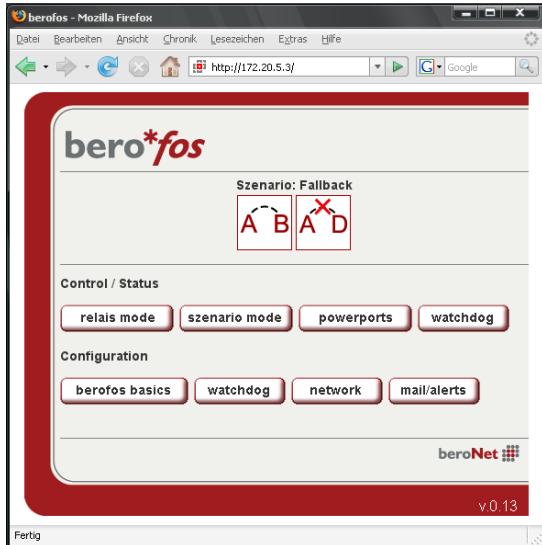 berofos - Mozilla Firefox
Datei Bearbeiten Ansicht Chronik Lesezeichen Extras Hilfe
http://172.20.5.3/ G Google
bero*fos
Szenario: Fallback
A B A D
Control / Status
relais mode szenario mode powerports watchdog
Configuration
berofos basics watchdog network mail/alerts
beroNet
v.0.13
Fertig